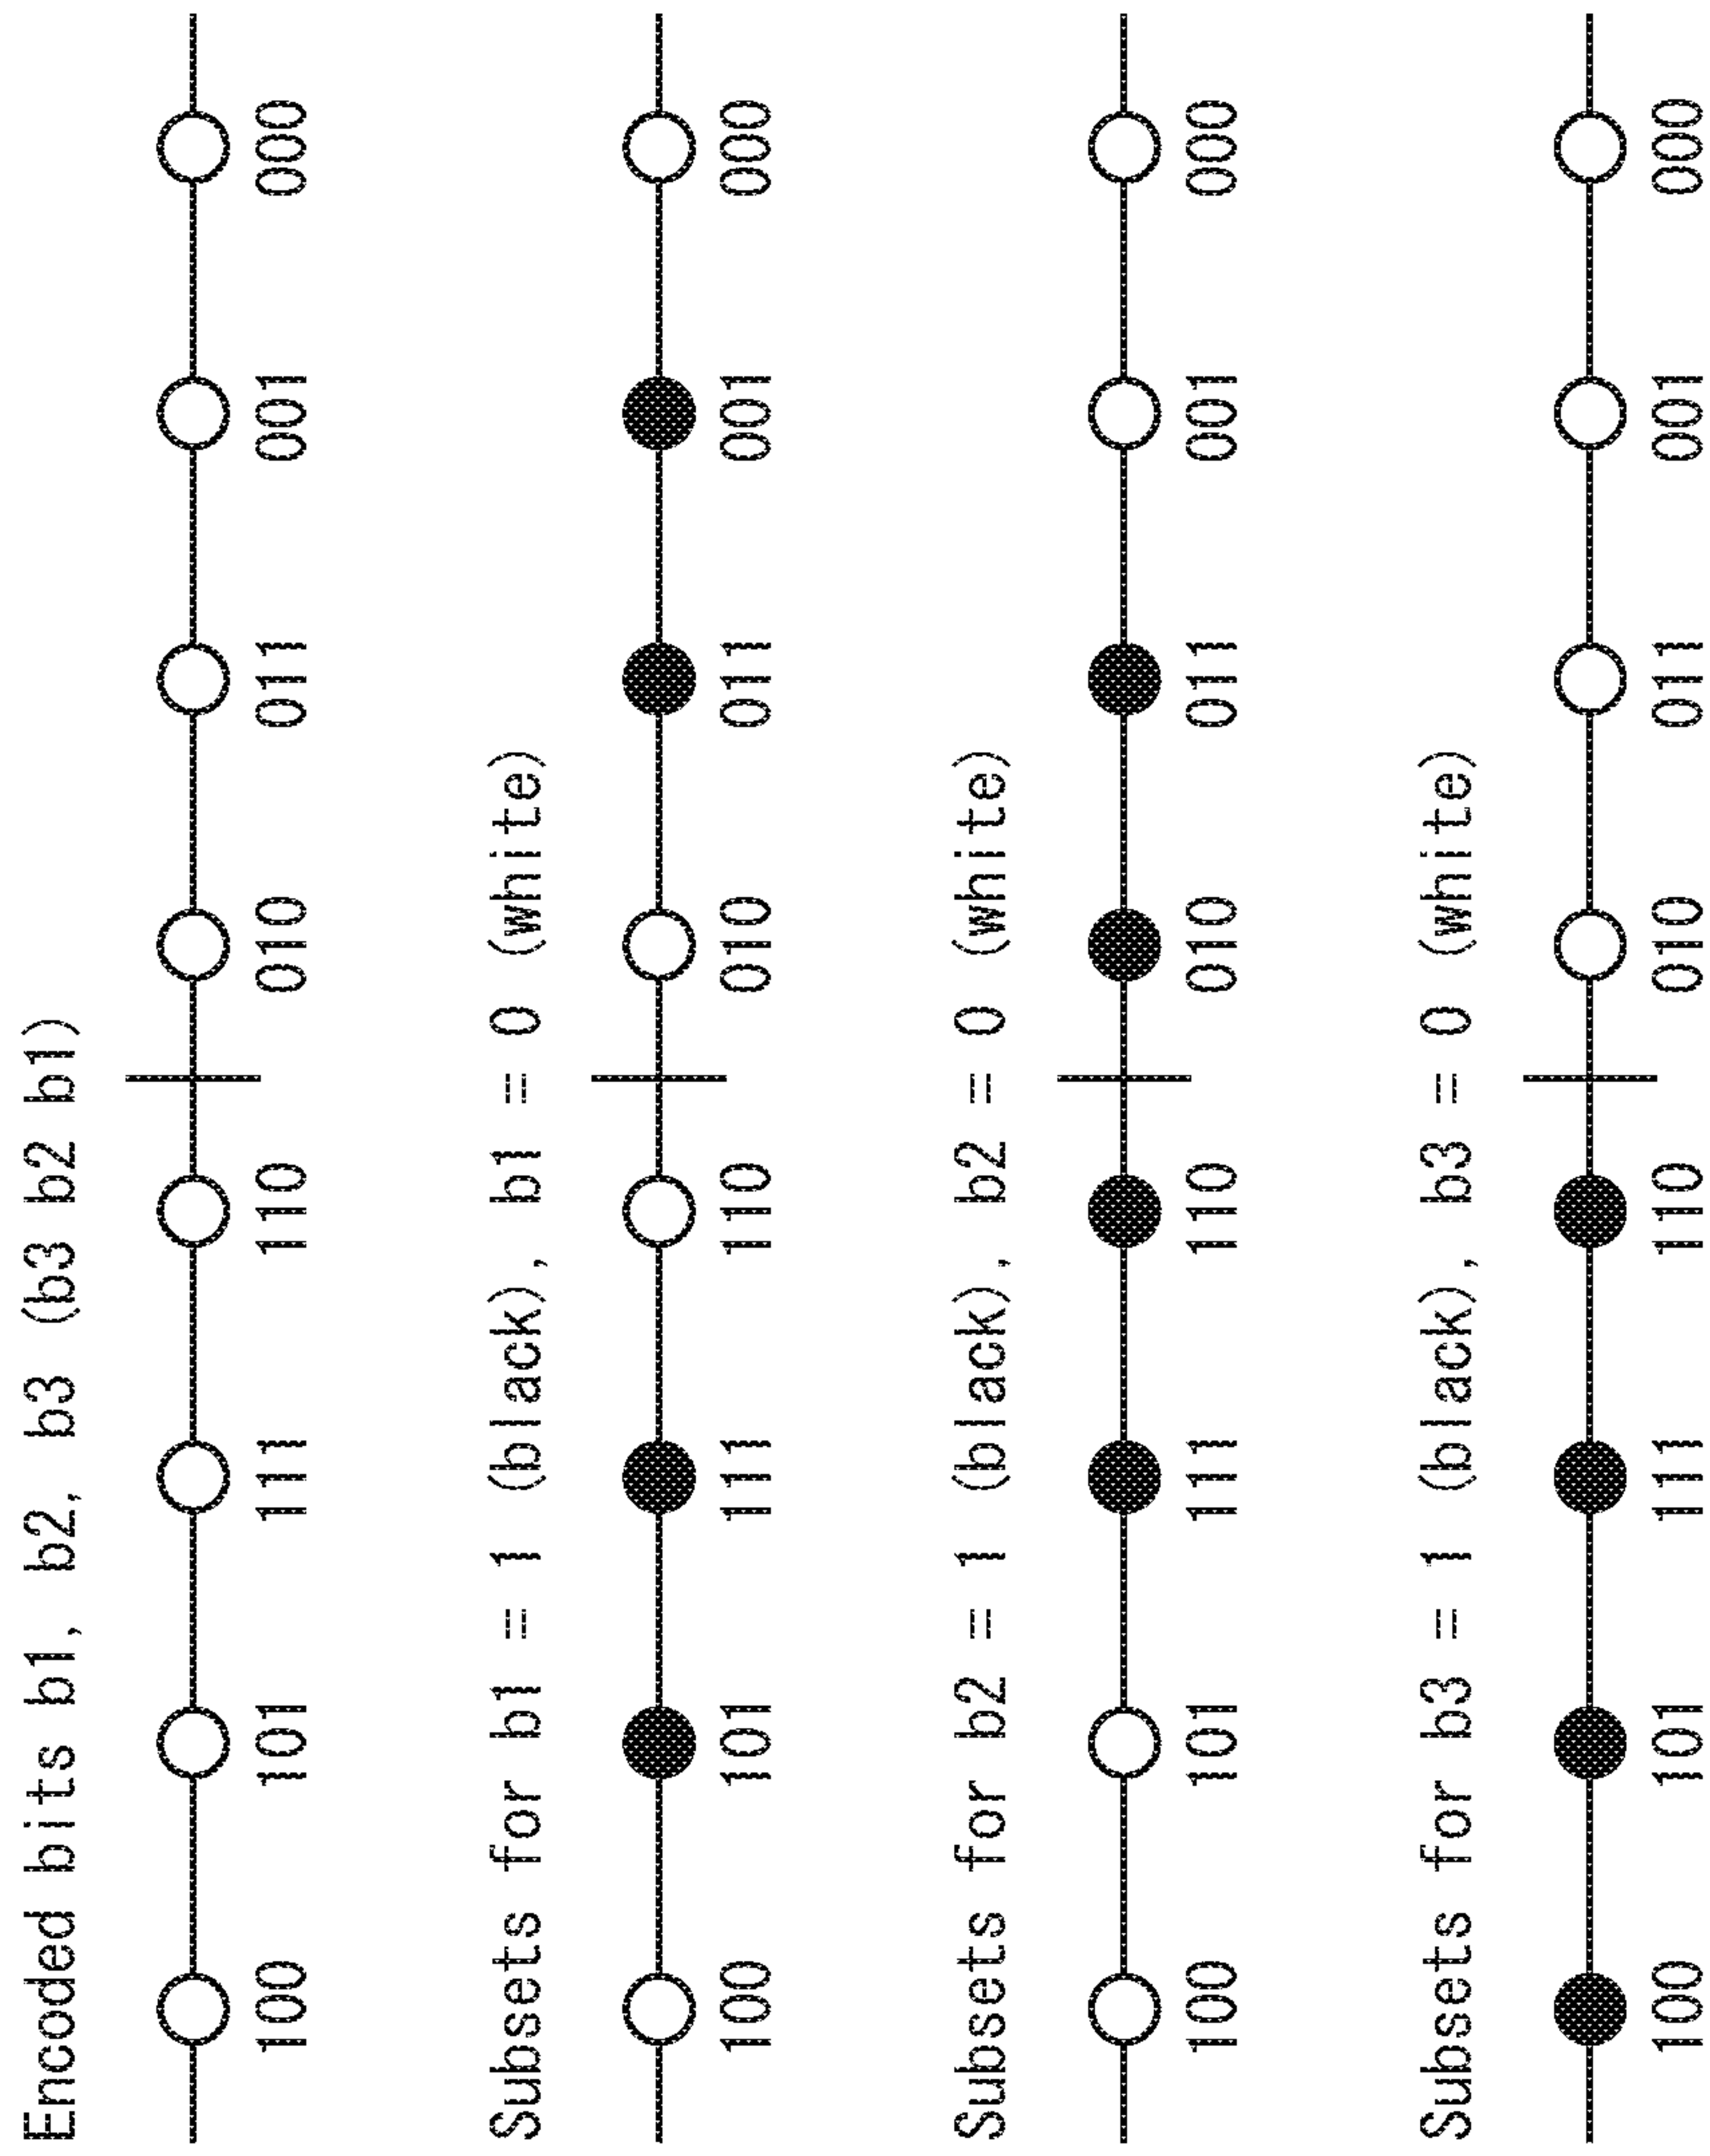 Encoded bits b1, b2, b3 (b3 b2 b1)
100 101 111 110 010 011 001 000
Subsets for b1 = 1 (black), b1 = 0 (white)
100 101 111 110 010 011 001 000
Subsets for b2 = 1 (black), b2 = 0 (white)
100 101 111 110 010 011 001 000
Subsets for b3 = 1 (black), b3 = 0 (white)
100 101 111 110 010 011 001 000